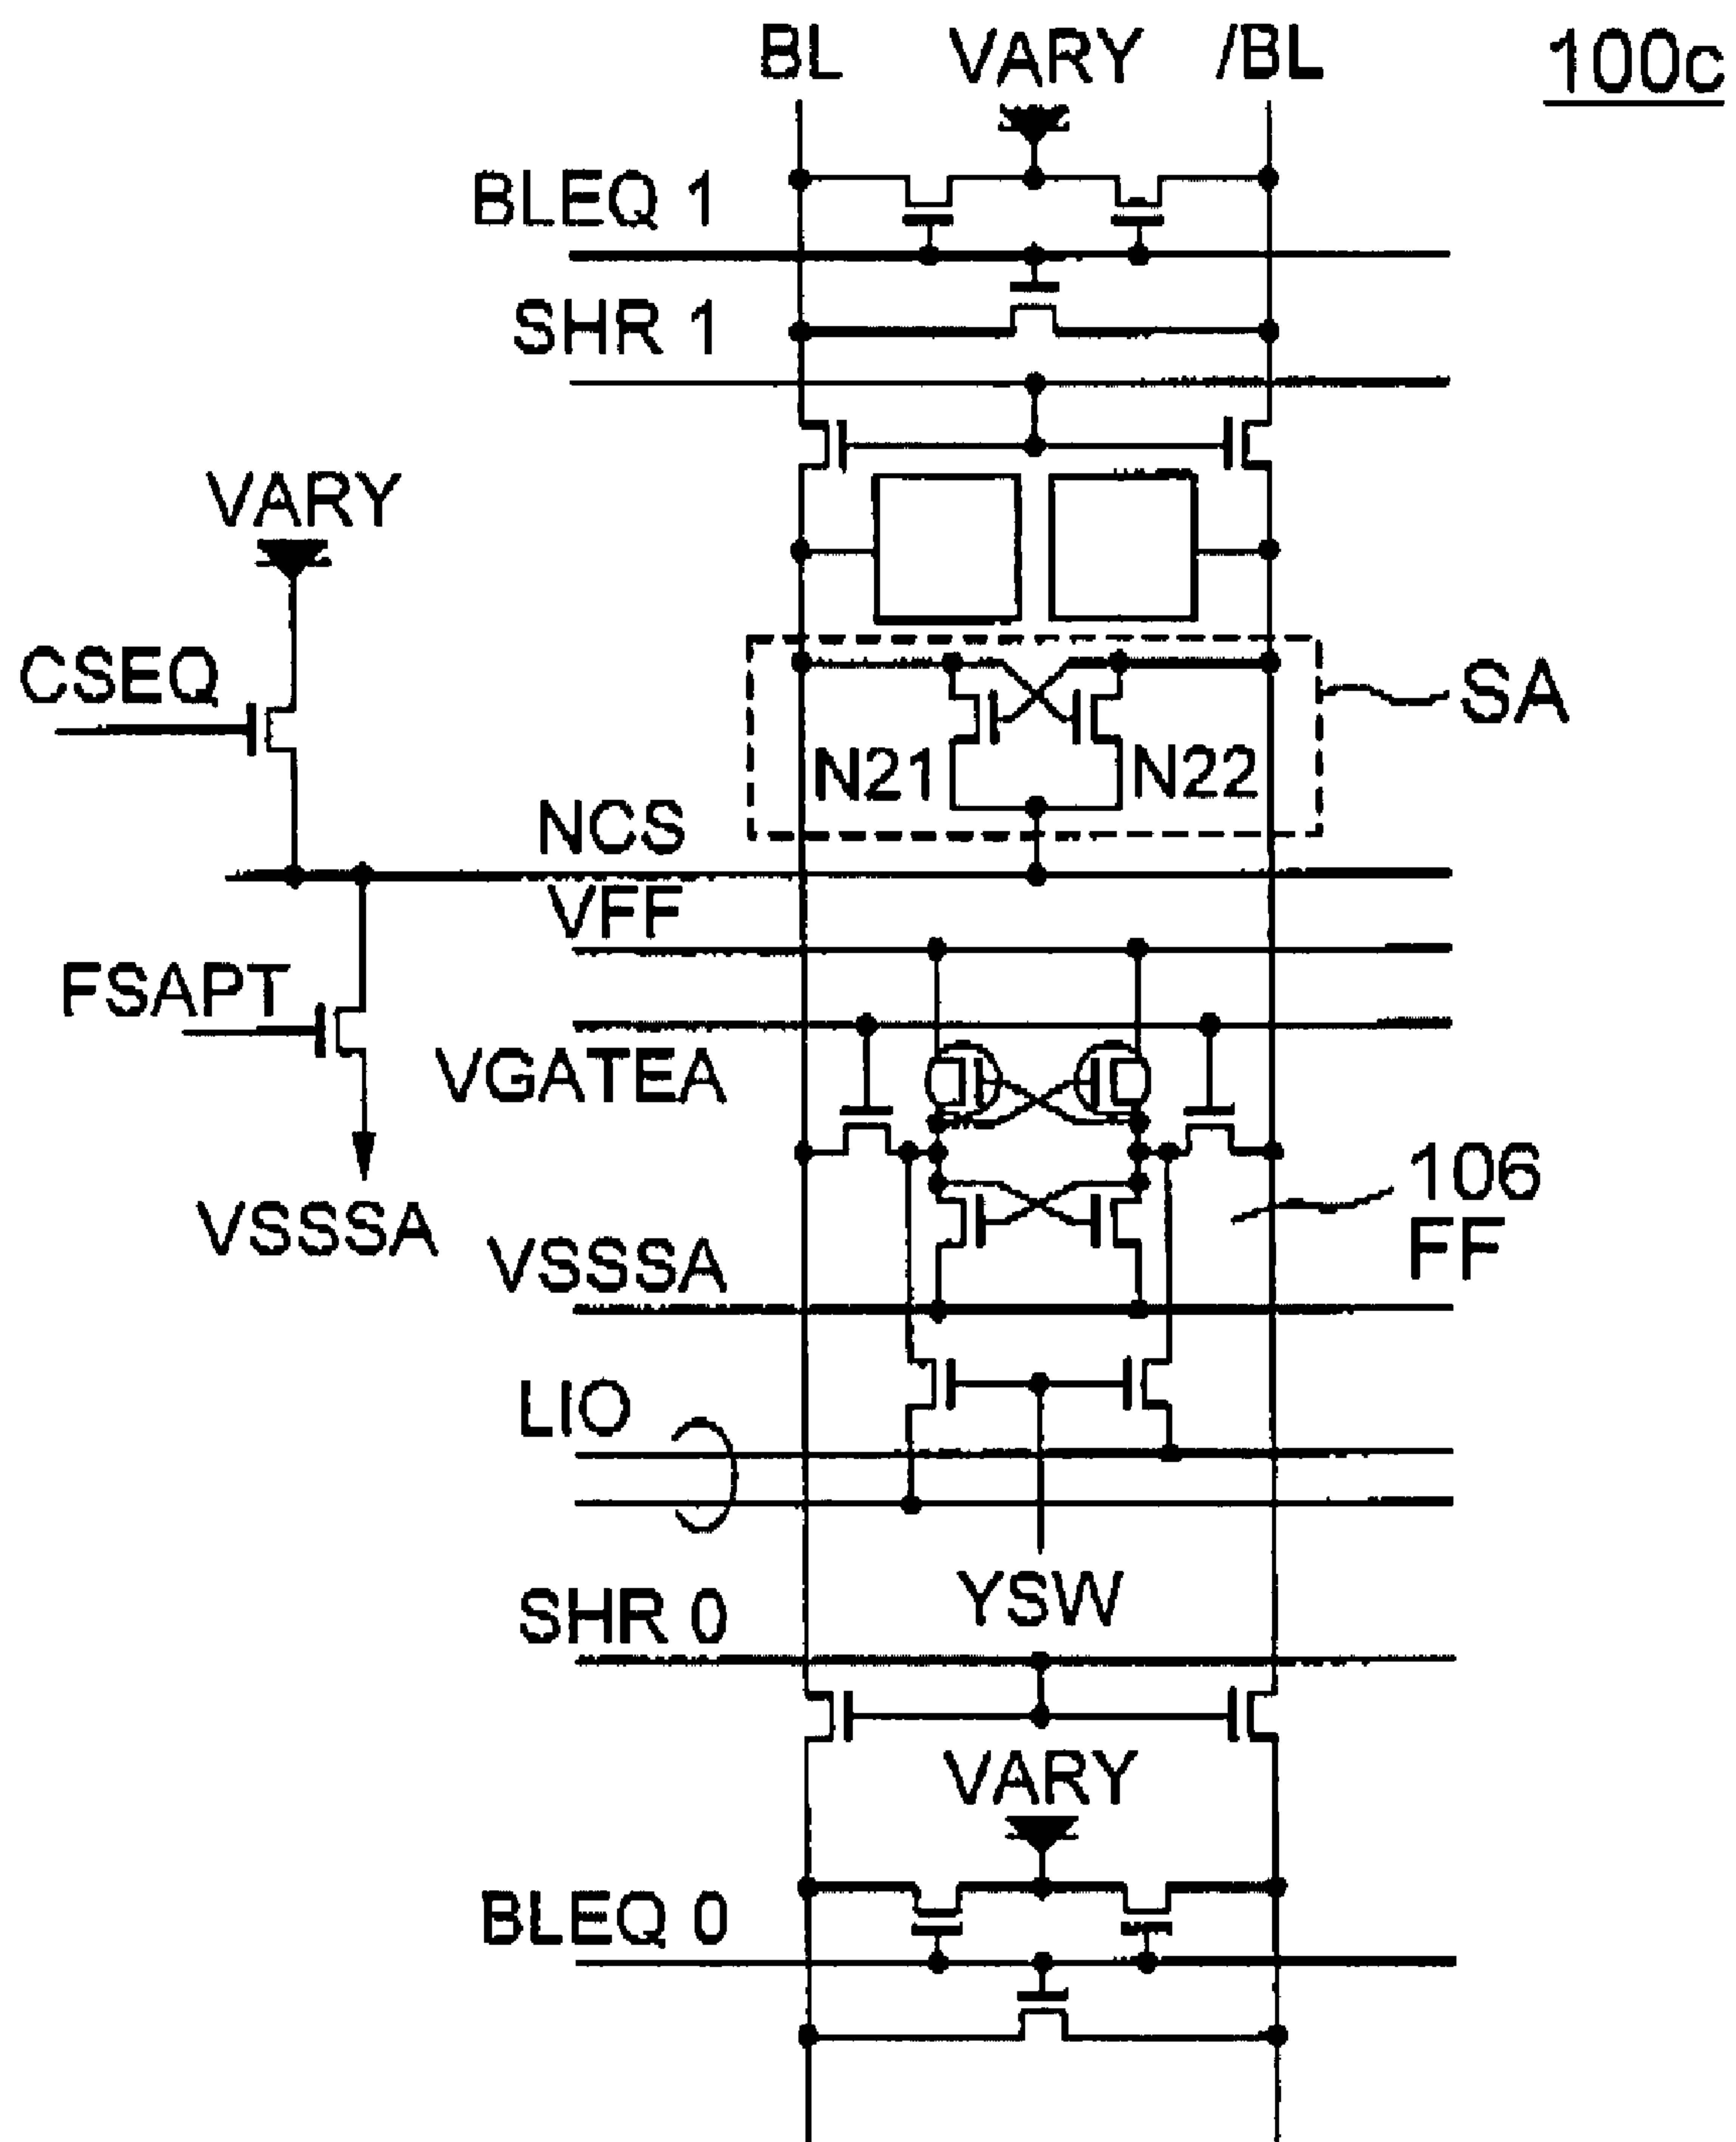 BL VARY /BL 100c
BLEQ 1
SHR 1
VARY
CSEQ
SA
N21 N22
NCS
VFF
FSAPT
VGATEA
106
FF
VSSSA
VSSSA
LIO
YSW
SHR 0
VARY
BLEQ 0